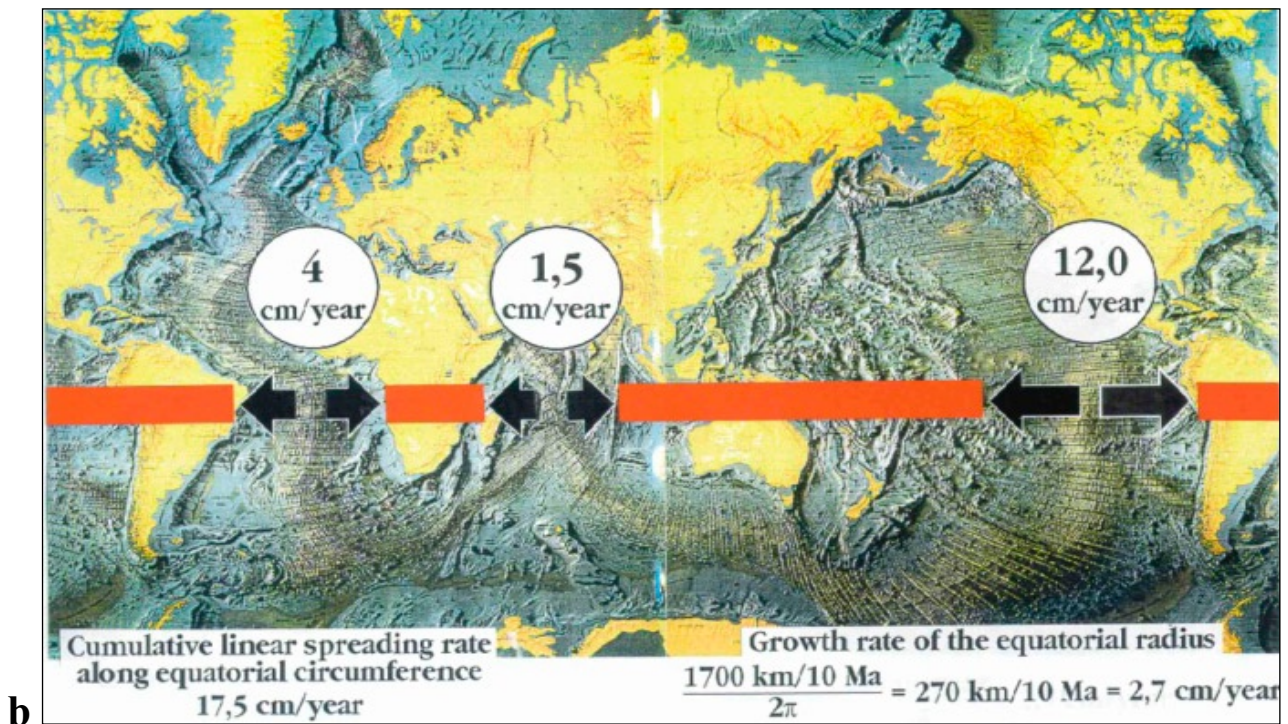 4
cm/year
1,5
cm/year
12,0
cm/year
Cumulative linear spreading rate
along equatorial circumference
17,5 cm/year
Growth rate of the equatorial radius
1700 km/10 Ma
2π
= 270 km/10 Ma = 2,7 cm/year
b